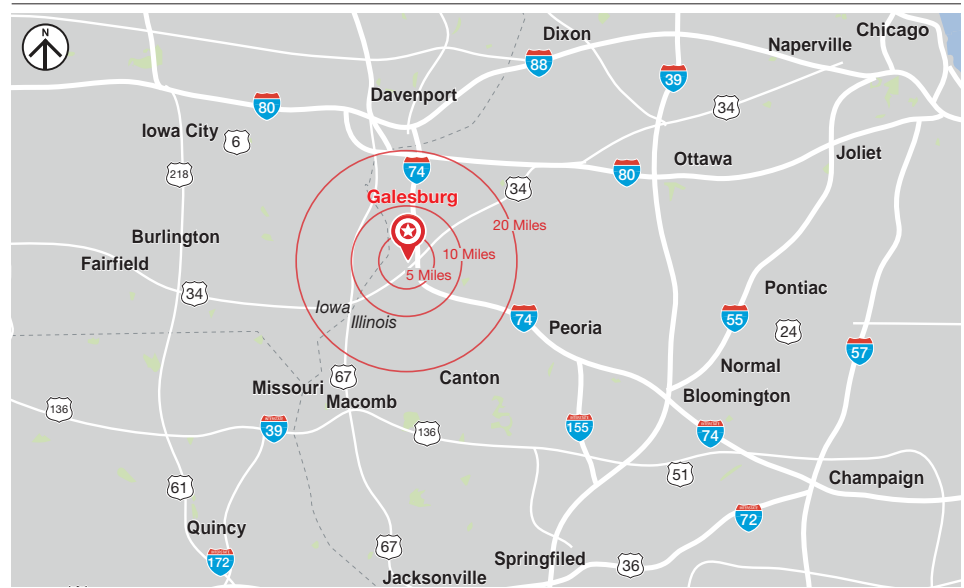 N
Dixon
Chicago
Naperville
88
39
Davenport
80
34
Iowa City
6
Ottawa
Joliet
74
218
80
34
Galesburg
20 Miles
Burlington
10 Miles
Fairfield
5 Miles
34
Pontiac
Iowa
Illinois
74
Peoria
55
24
57
Normal
67
Canton
Missouri
Macomb
Bloomington
136
39
136
155
74
51
Champaign
61
72
Quincy
67
Springfiled
172
36
Jacksonville